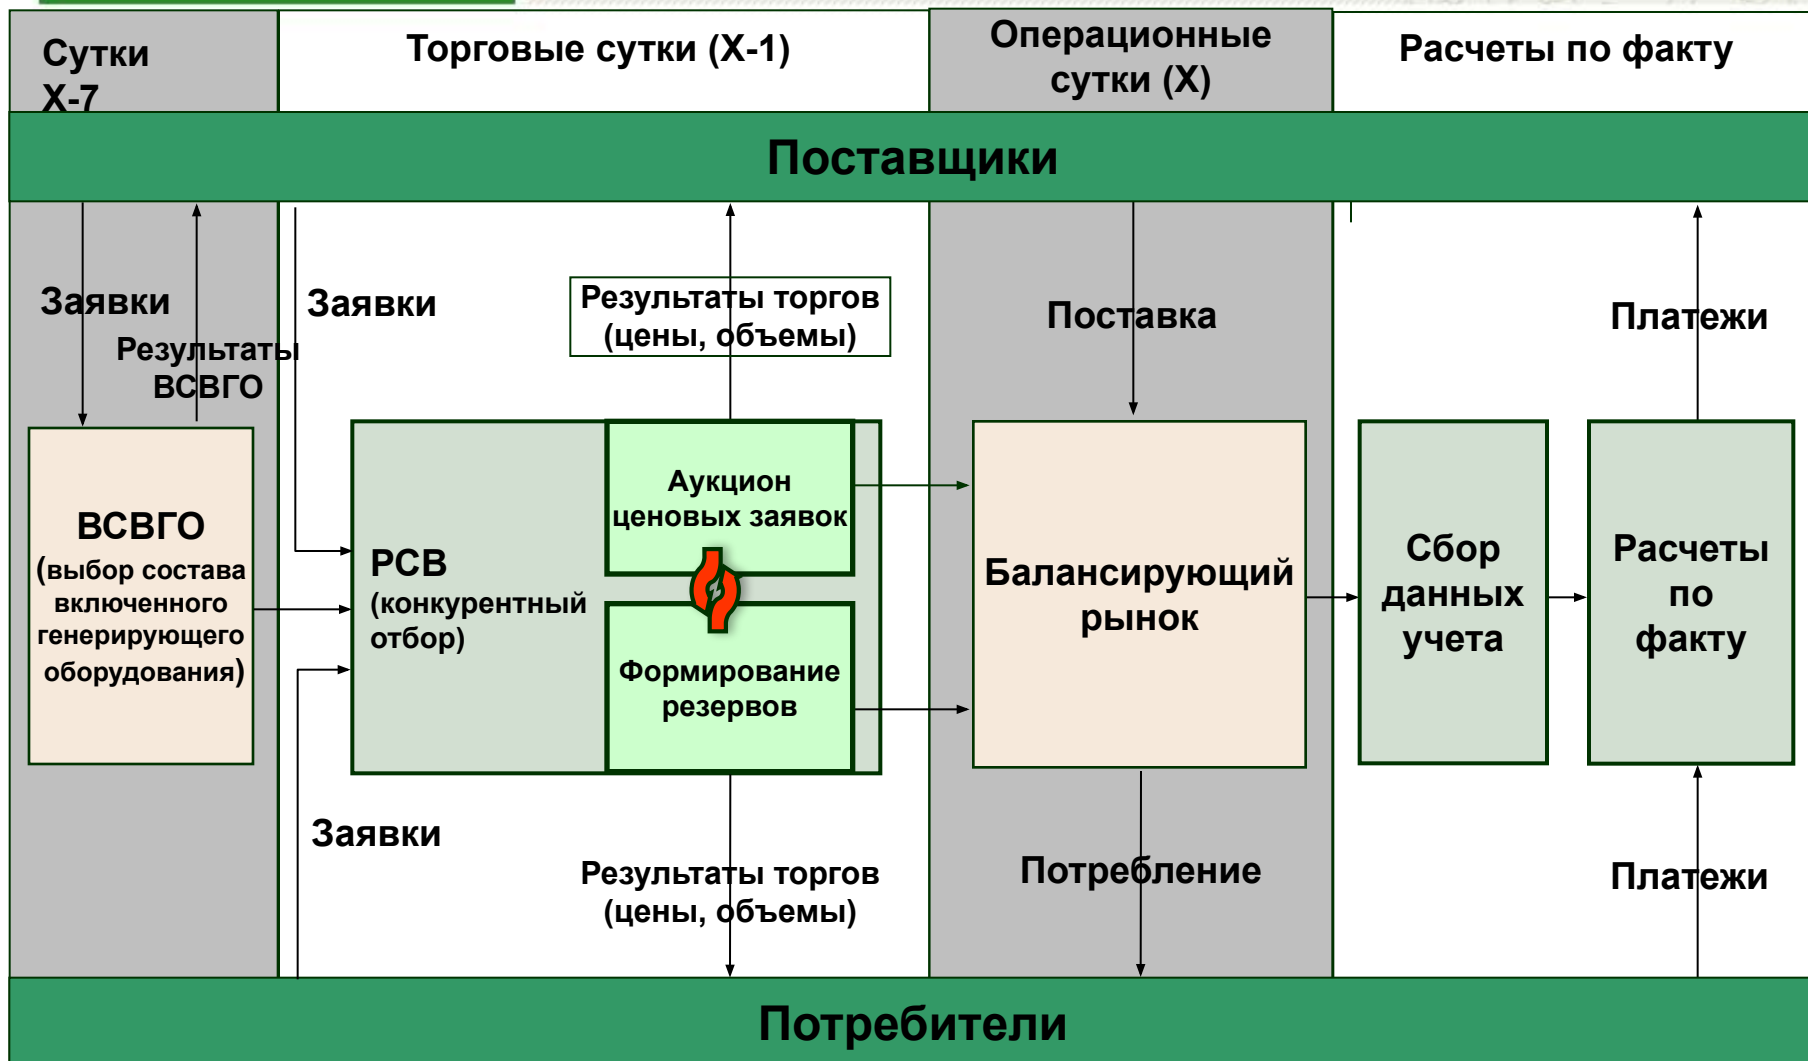 Сутки
Х-7
Торговые сутки (Х-1)
Операционные
сутки (Х)
Расчеты по факту
Поставщики
Заявки
Результаты
ВСВГО
Заявки
Результаты торгов
(цены, объемы)
Поставка
Платежи
ВСВГО
(выбор состава
включенного
генерирующего
оборудования)
РСВ
(конкурентный
отбор)
Аукцион
ценовых заявок
Формирование
резервов
Балансирующий
рынок
Сбор
данных
учета
Расчеты
по
факту
Заявки
Результаты торгов
(цены, объемы)
Потребление
Платежи
Потребители